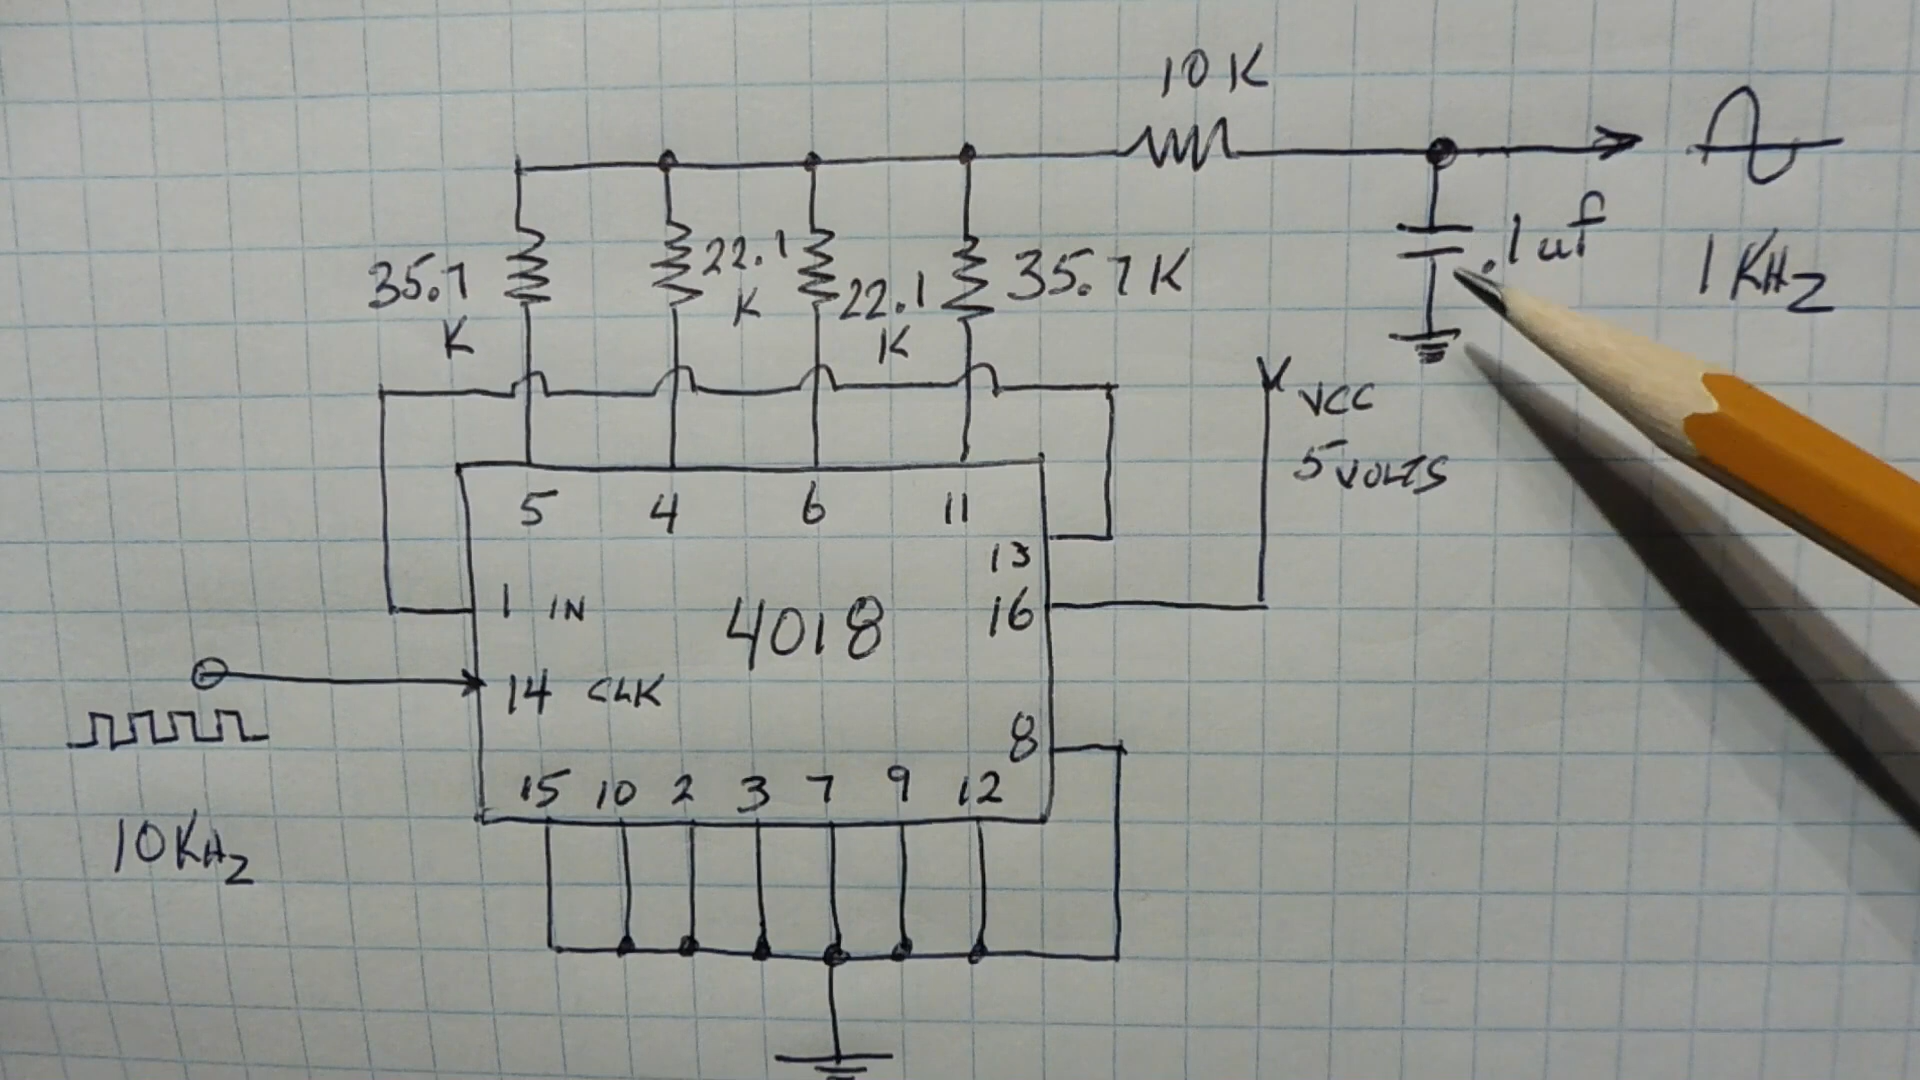 10K
35.7
K
22.1
K
22.1
K
35.7K
.1uf
1KHz
VCC
5 VOLTS
5 4 6 11
13
1 IN
4018
16
14 CLK
8
15 10 2 3 7 9 12
10KHz